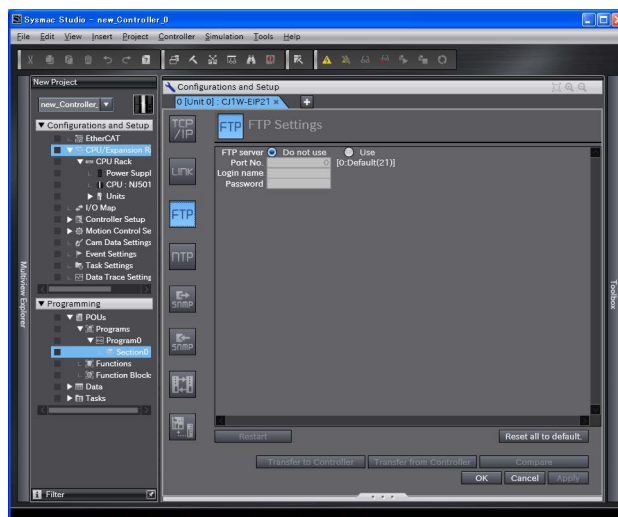 Sysmac Studio - new_Controller_0
File Edit View Insert Project Controller Simulation Tools Help
New Project
new_Controller_
Configurations and Setup
EtherCAT
CPU/Expansion Ra
CPU Rack
Power Suppl
CPU : NJ501
Units
I/O Map
Controller Setup
Motion Control Se
Cam Data Settings
Event Settings
Task Settings
Data Trace Setting
Programming
POUs
Programs
Program0
Section0
Functions
Function Blocks
Data
Tasks
Filter
Multiview Explorer
Configurations and Setup
0 [Unit 0] : CJ1W-EIP21
TCP/IP
LINK
FTP
NTP
SNMP
SNMP
FTP FTP Settings
FTP server Do not use Use
Port No. 0 [0:Default(21)]
Login name
Password
Restart Reset all to default.
Transfer to Controller Transfer from Controller Compare
OK Cancel Apply
Toolbox